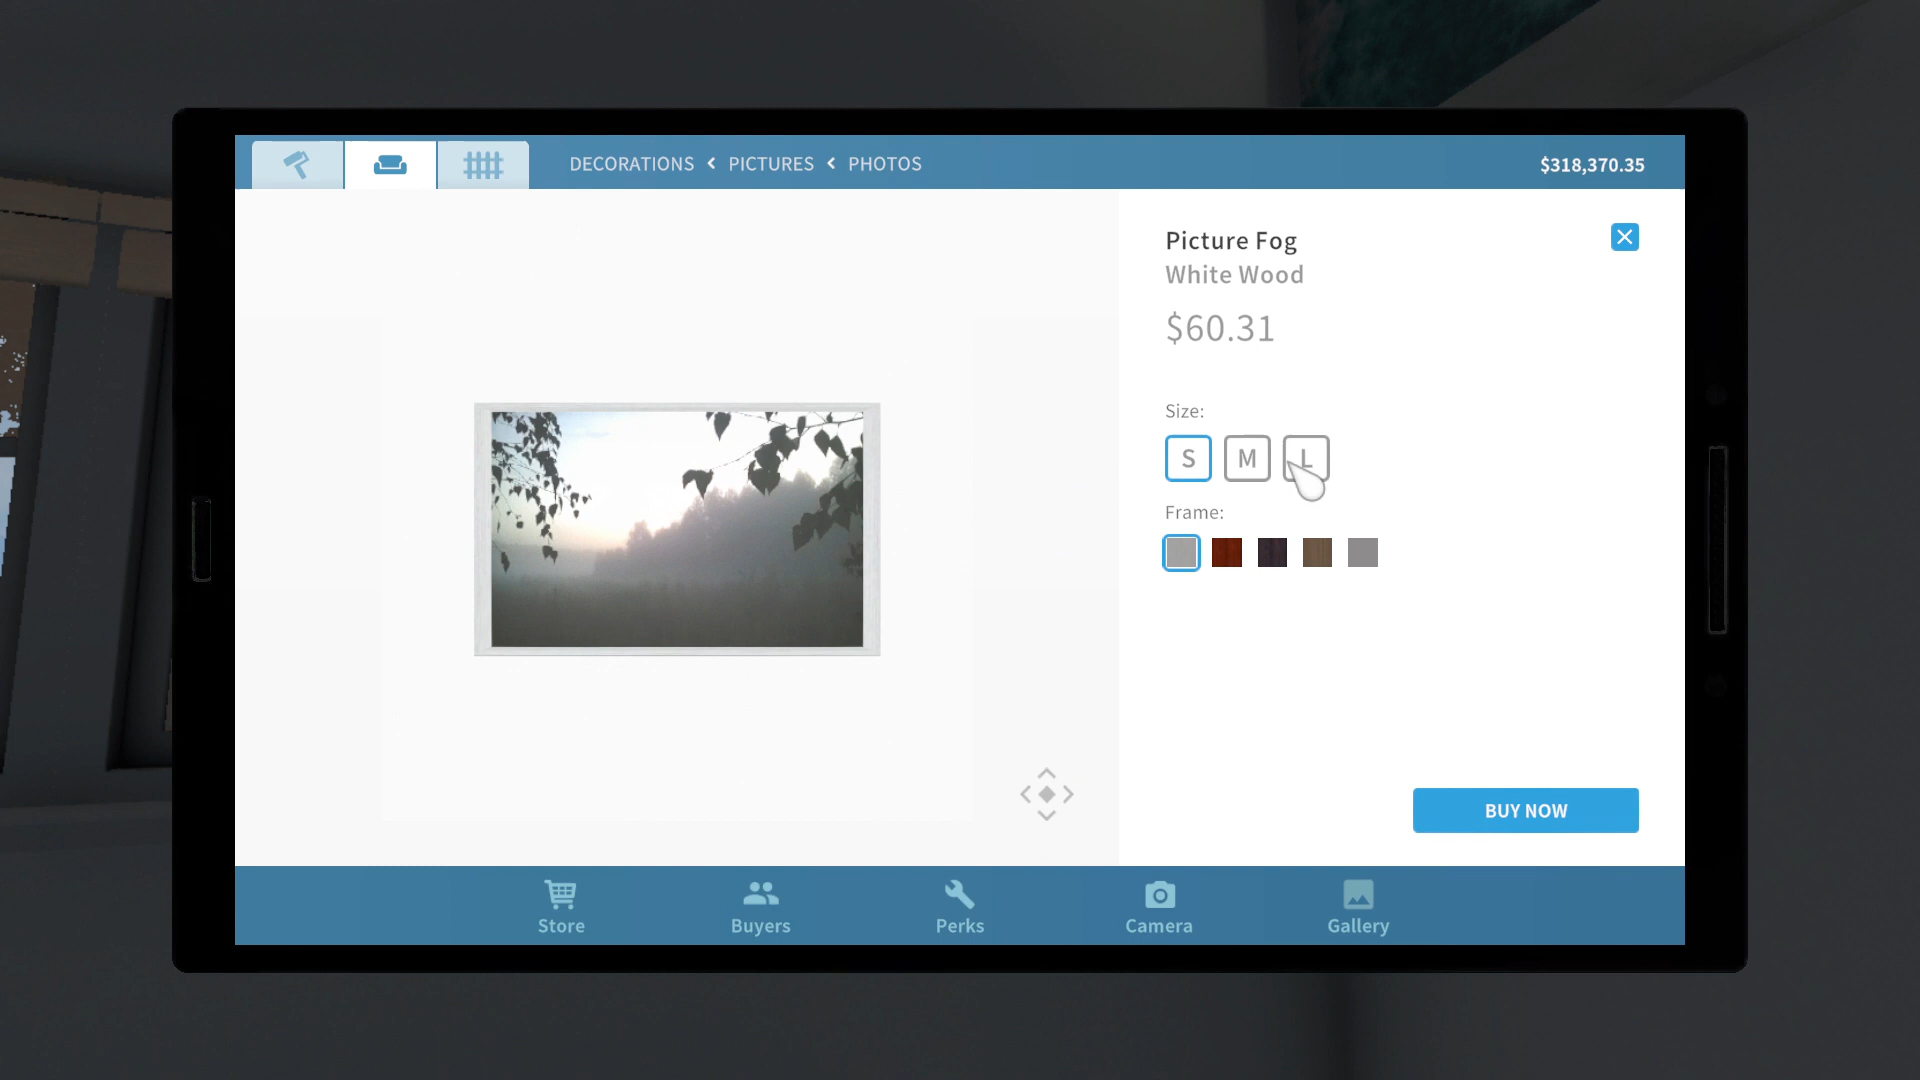 DECORATIONS < PICTURES < PHOTOS
$318,370.35
Picture Fog
White Wood
$60.31
Size:
S M L
Frame:
BUY NOW
Store Buyers Perks Camera Gallery